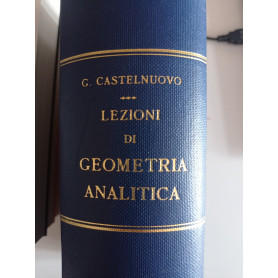 G. CASTELNUOVO
LEZIONI
DI
GEOMETRIA
ANALITICA